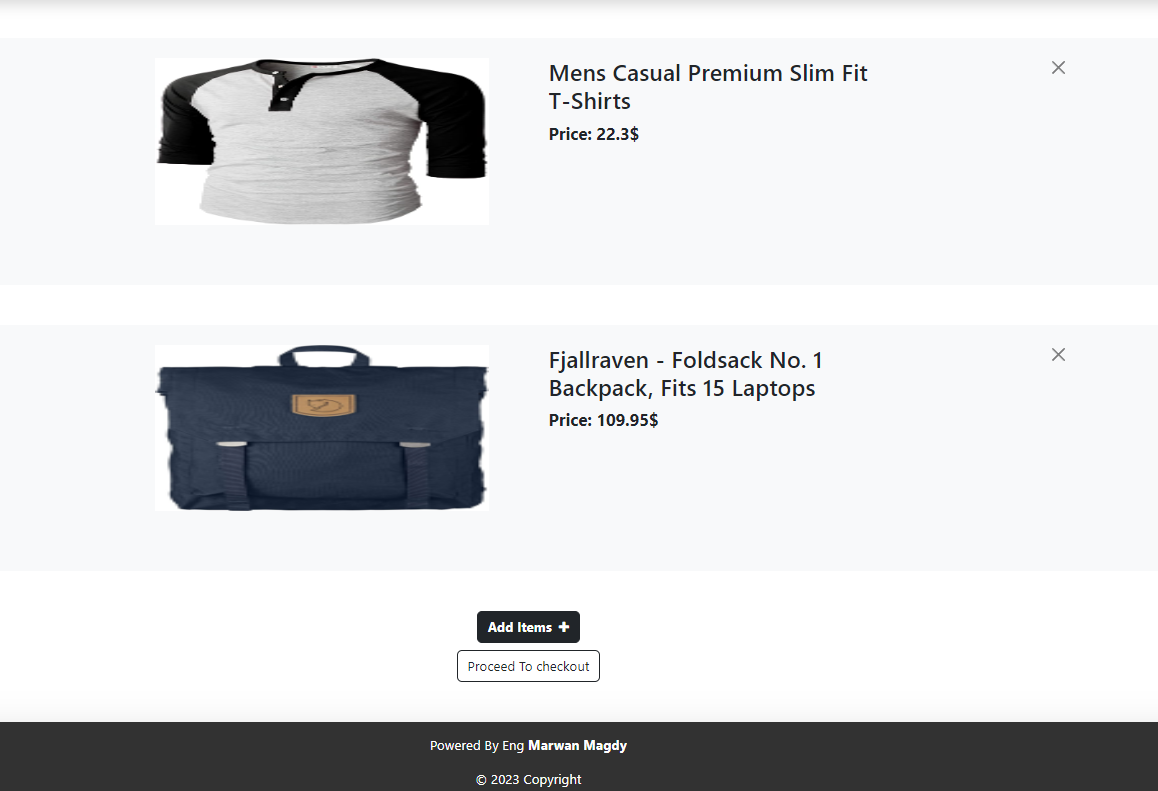 Mens Casual Premium Slim Fit
T-Shirts
Price: 22.3$
Fjallraven - Foldsack No. 1
Backpack, Fits 15 Laptops
Price: 109.95$
Add Items +
Proceed To checkout
Powered By Eng Marwan Magdy
© 2023 Copyright